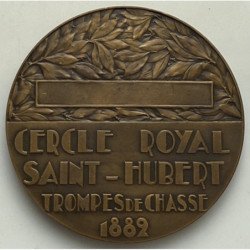 CERCLE ROYAL
SAINT-HUBERT
TROMPES DE CHASSE
1882